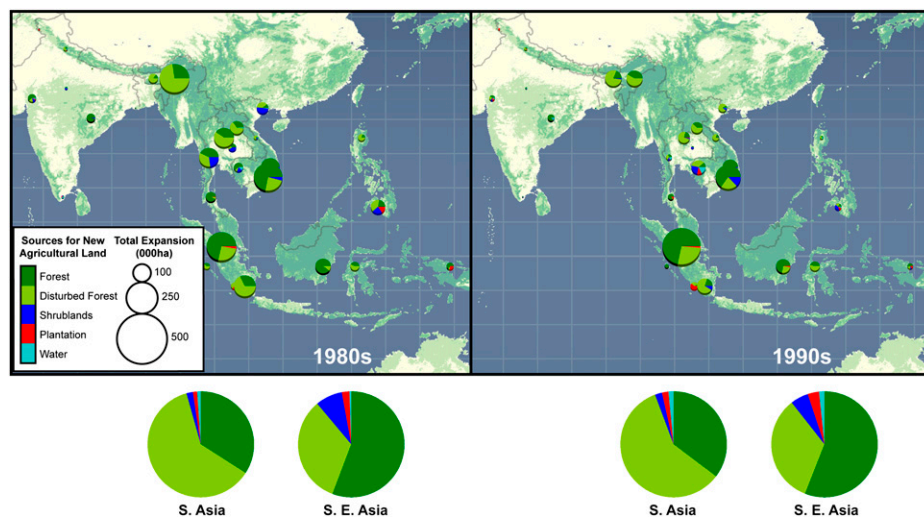 Sources for New
Agricultural Land
Forest
Disturbed Forest
Shrublands
Plantation
Water
Total Expansion
(000ha)
100
250
500
1980s
1990s
S. Asia
S. E. Asia
S. Asia
S. E. Asia